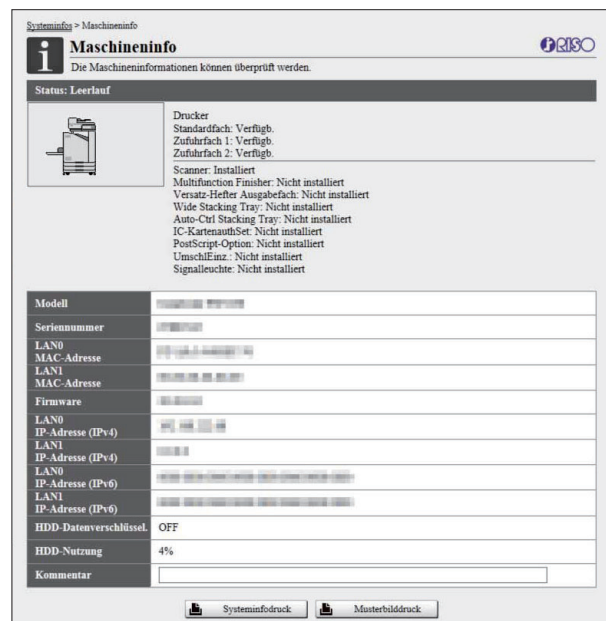 Systeminfos > Maschineninfo
Maschineninfo
RISO
Die Maschineninformationen können überprüft werden.
Status: Leerlauf
Drucker
Standardfach: Verfügb.
Zufuhrfach 1: Verfügb.
Zufuhrfach 2: Verfügb.
Scanner: Installiert
Multifunction Finisher: Nicht installiert
Versatz-Hefter Ausgabefach: Nicht installiert
Wide Stacking Tray: Nicht installiert
Auto-Ctrl Stacking Tray: Nicht installiert
IC-KartenauthSet: Nicht installiert
PostScript-Option: Nicht installiert
UmschlEinz.: Nicht installiert
Signalleuchte: Nicht installiert
Modell
Seriennummer
LAN0
MAC-Adresse
LAN1
MAC-Adresse
Firmware
LAN0
IP-Adresse (IPv4)
LAN1
IP-Adresse (IPv4)
LAN0
IP-Adresse (IPv6)
LAN1
IP-Adresse (IPv6)
HDD-Datenverschlüssel. OFF
HDD-Nutzung 4%
Kommentar
Systeminfodruck Musterbilddruck